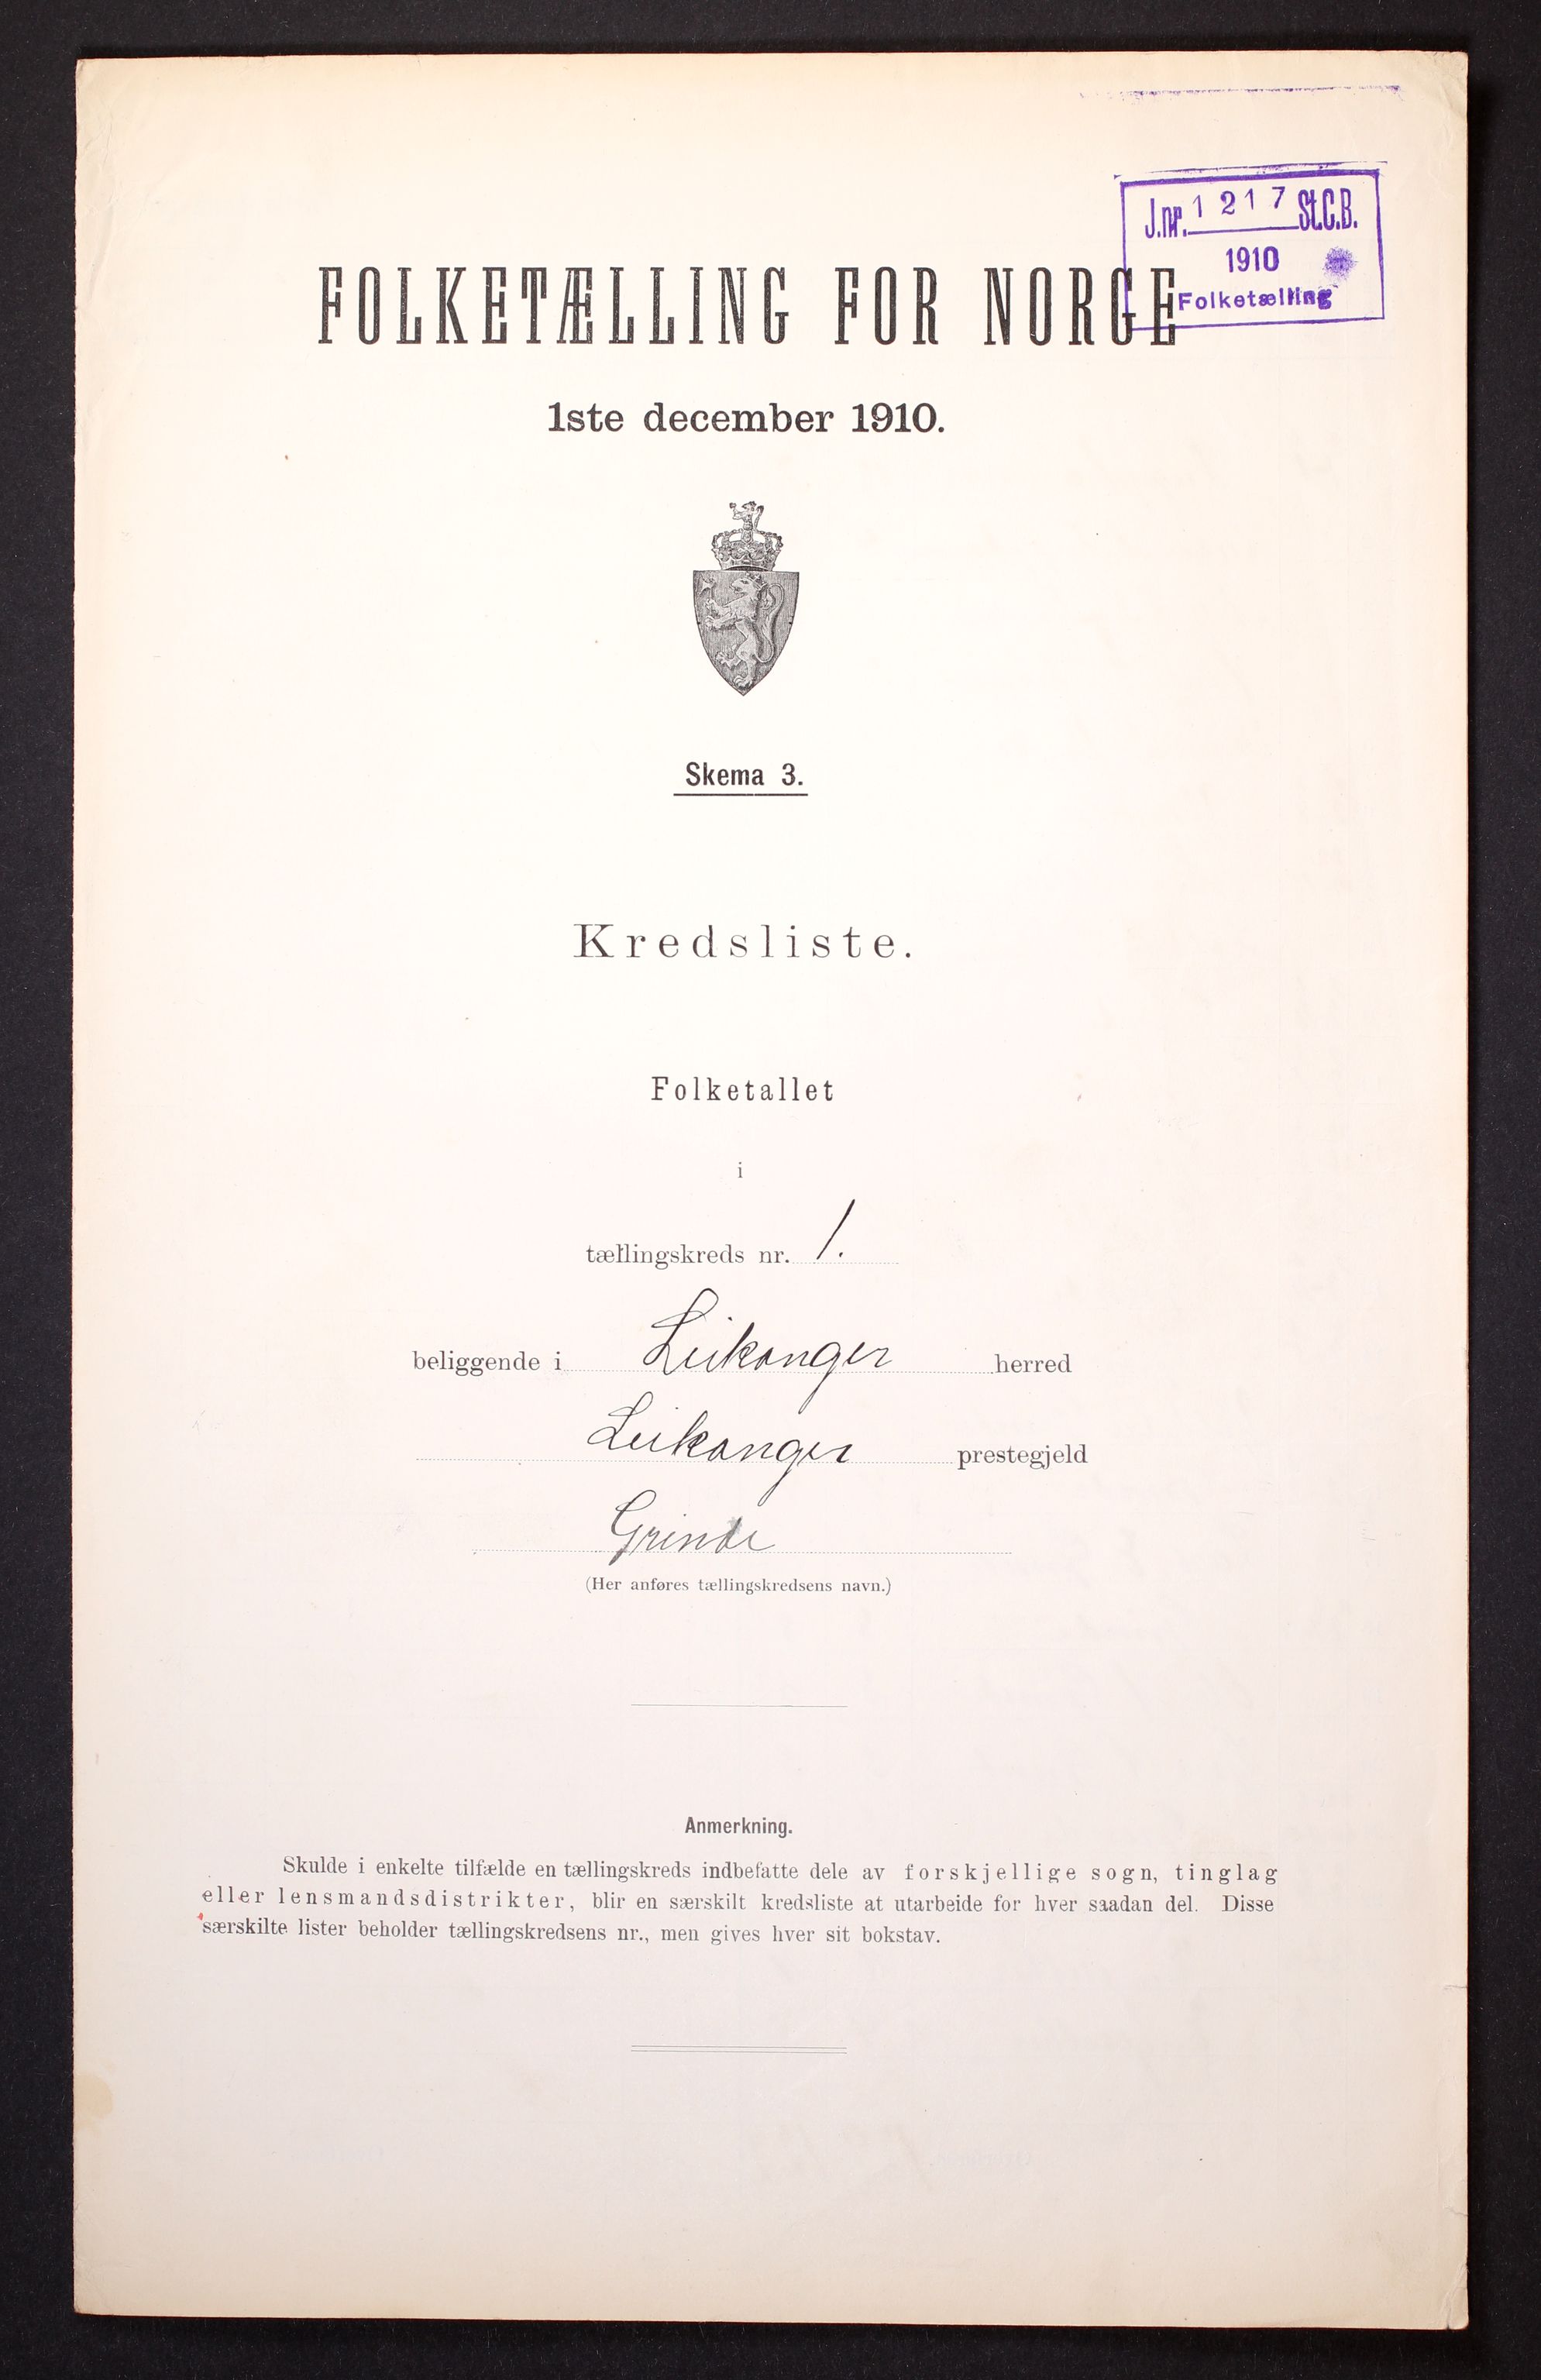 J.nr. 1217 St.C.B.
1910
Folketælling
FOLKETÆLLING FOR NORGE
1ste december 1910.
Skema 3.
Kredsliste.
Folketallet
i
tællingskreds nr. 1.
beliggende i Leikanger herred
Leikanger prestegjeld
Grinde
(Her anføres tællingskredsens navn.)
Anmerkning.
Skulde i enkelte tilfælde en tællingskreds indbefatte dele av forskjellige sogn, tinglag
eller lensmandsdistrikter, blir en særskilt kredsliste at utarbeide for hver saadan del. Disse
særskilte lister beholder tællingskredsens nr., men gives hver sit bokstav.